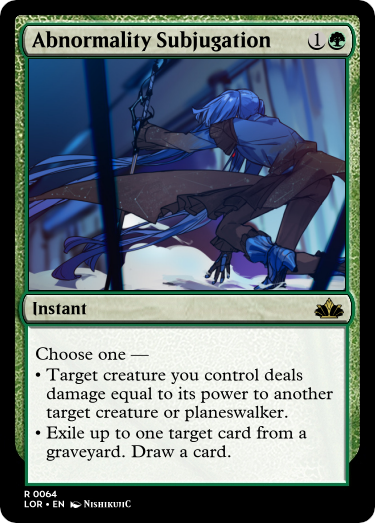 Abnormality Subjugation 1
Instant
Choose one —
• Target creature you control deals
damage equal to its power to another
target creature or planeswalker.
• Exile up to one target card from a
graveyard. Draw a card.
R 0064
LOR • EN NISHIKUJIC